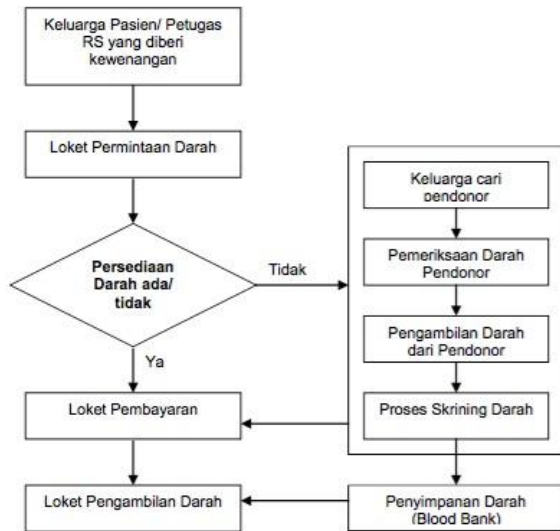 Keluarga Pasien/ Petugas
RS yang diberi
kewenangan
Loket Permintaan Darah
Persediaan
Darah ada/
tidak
Tidak
Ya
Keluarga cari
pendonor
Pemeriksaan Darah
Pendonor
Pengambilan Darah
dari Pendonor
Proses Skrining Darah
Loket Pembayaran
Loket Pengambilan Darah
Penyimpanan Darah
(Blood Bank)